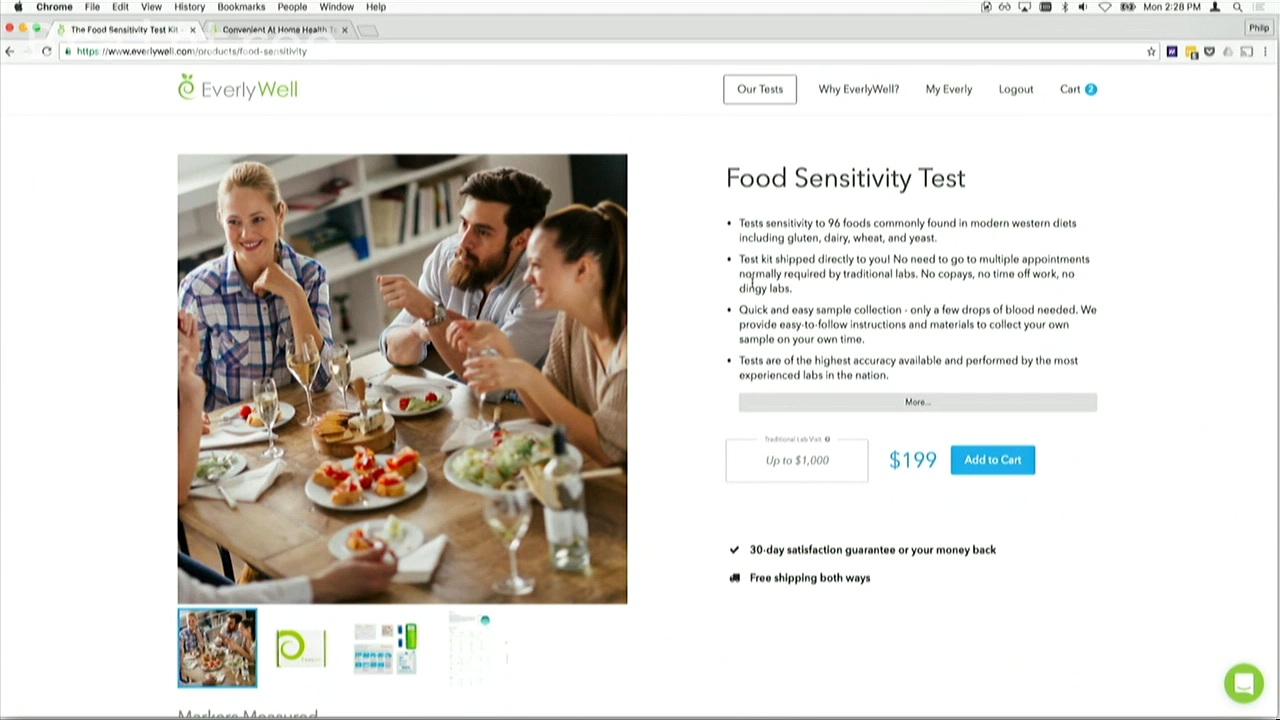 Chrome File Edit View History Bookmarks People Window Help
Mon 2:28 PM
The Food Sensitivity Test Kit -
Convenient At Home Health T
Philip
https://www.everlywell.com/products/food-sensitivity
EverlyWell
Our Tests Why EverlyWell? My Everly Logout Cart 2
Food Sensitivity Test
• Tests sensitivity to 96 foods commonly found in modern western diets
including gluten, dairy, wheat, and yeast.
• Test kit shipped directly to you! No need to go to multiple appointments
normally required by traditional labs. No copays, no time off work, no
dingy labs.
• Quick and easy sample collection - only a few drops of blood needed. We
provide easy-to-follow instructions and materials to collect your own
sample on your own time.
• Tests are of the highest accuracy available and performed by the most
experienced labs in the nation.
More...
Traditional Lab Visit
Up to $1,000
$199
Add to Cart
30-day satisfaction guarantee or your money back
Free shipping both ways
Markers Measured